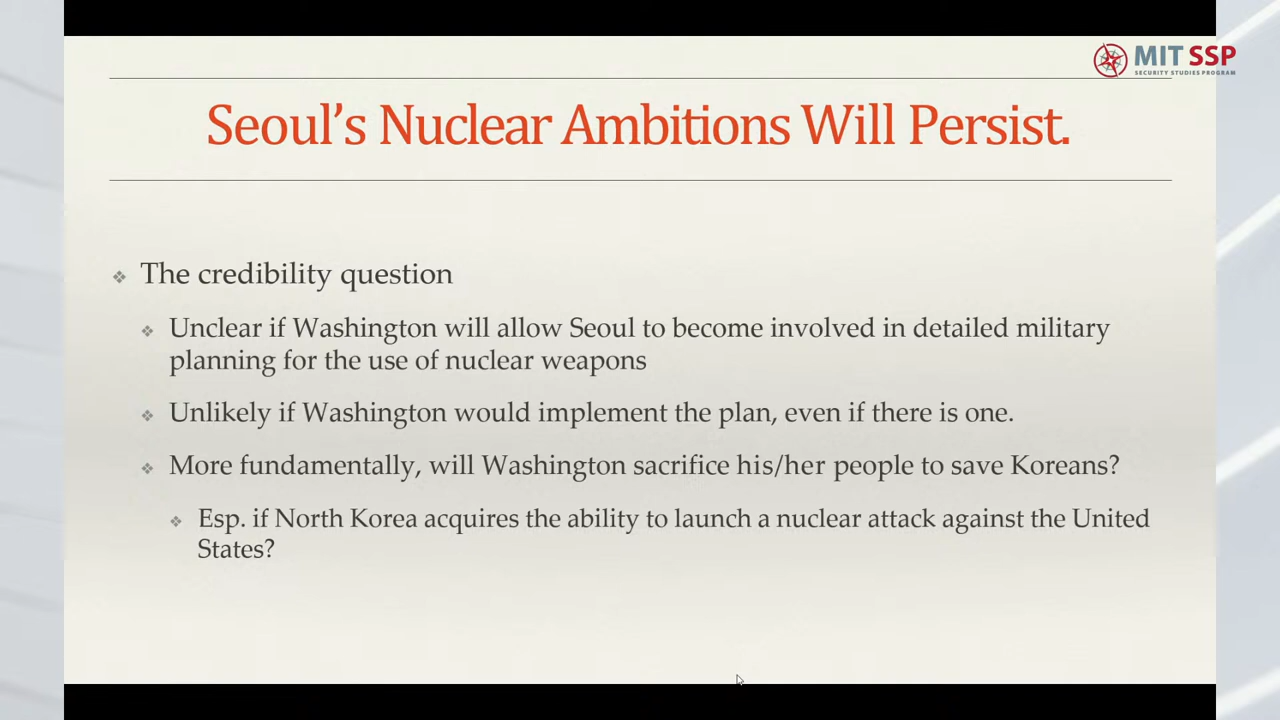 MIT SSP
SECURITY STUDIES PROGRAM
Seoul's Nuclear Ambitions Will Persist.
The credibility question
Unclear if Washington will allow Seoul to become involved in detailed military
planning for the use of nuclear weapons
Unlikely if Washington would implement the plan, even if there is one.
More fundamentally, will Washington sacrifice his/her people to save Koreans?
Esp. if North Korea acquires the ability to launch a nuclear attack against the United
States?